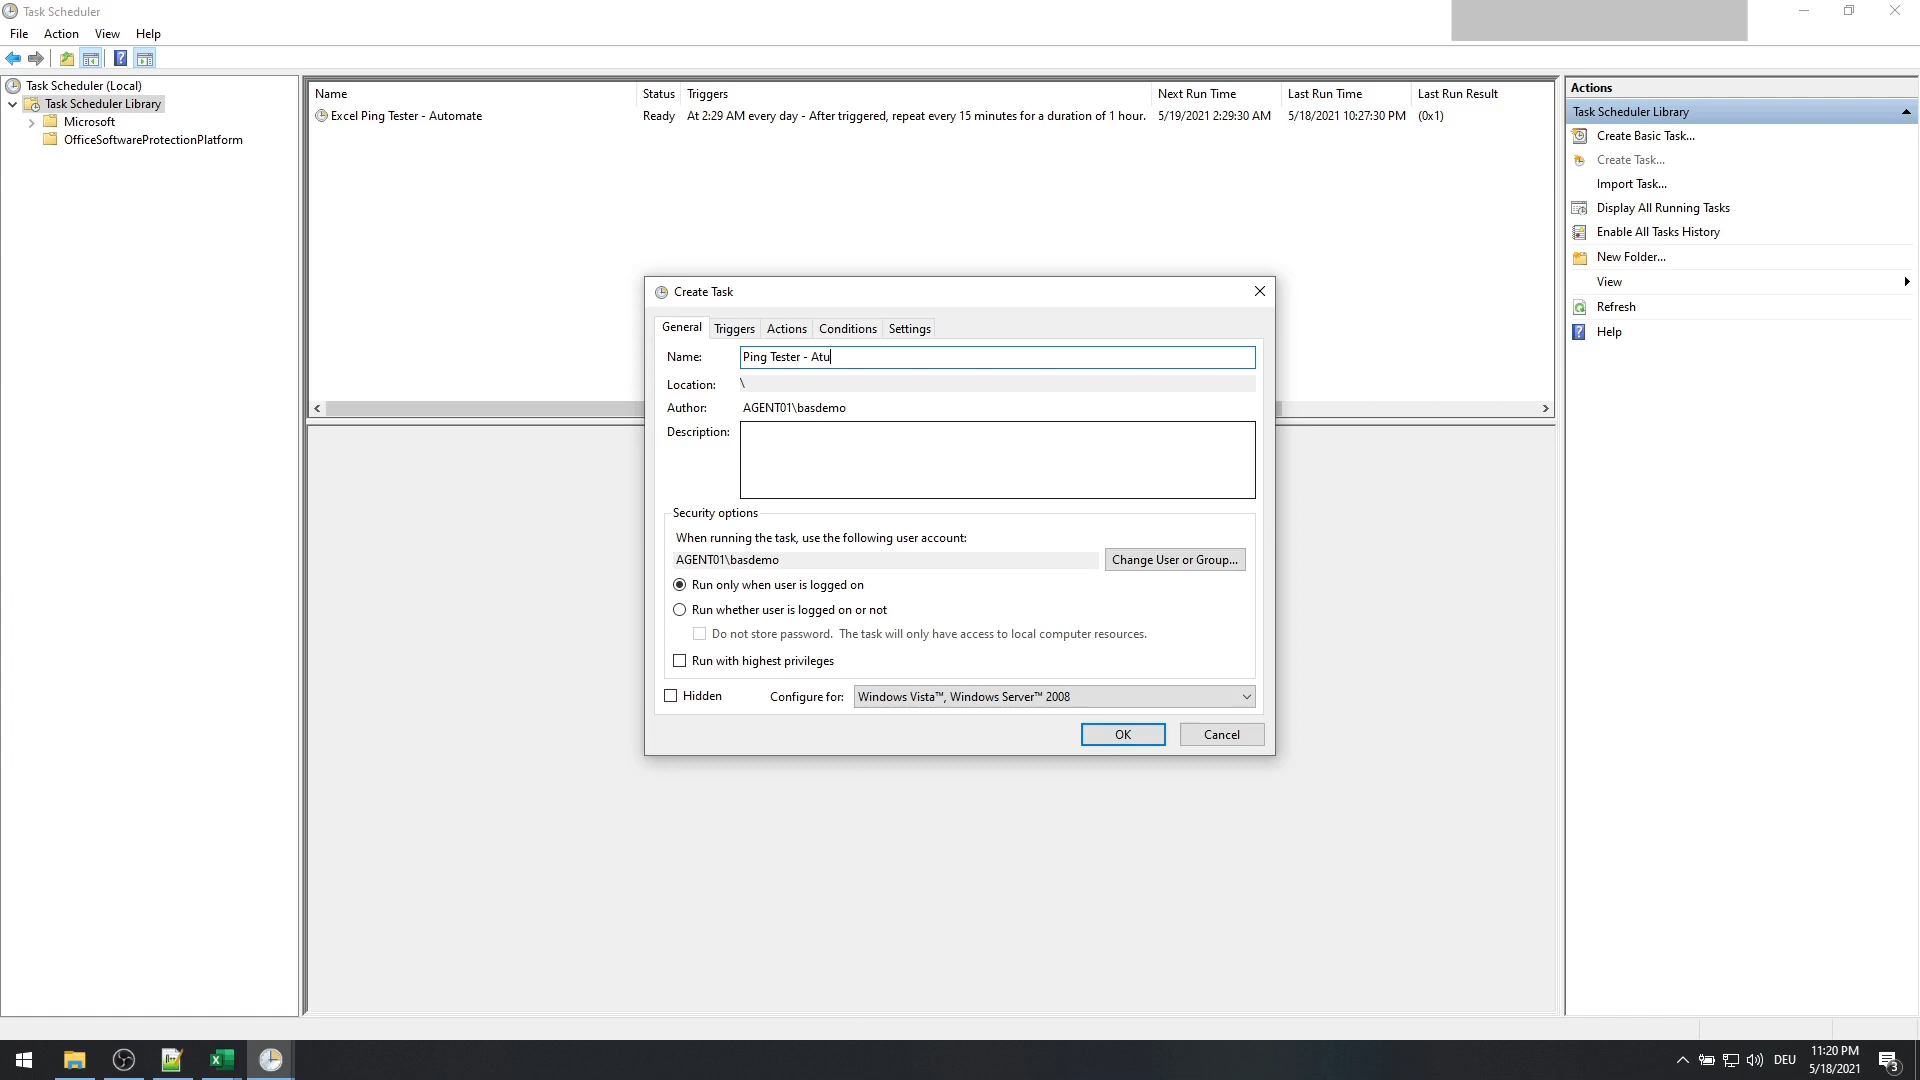 Task Scheduler
File Action View Help
Task Scheduler (Local)
Task Scheduler Library
Microsoft
OfficeSoftwareProtectionPlatform
Name Status Triggers Next Run Time Last Run Time Last Run Result
Excel Ping Tester - Automate Ready At 2:29 AM every day - After triggered, repeat every 15 minutes for a duration of 1 hour. 5/19/2021 2:29:30 AM 5/18/2021 10:27:30 PM (0x1)
Actions
Task Scheduler Library
Create Basic Task...
Create Task...
Import Task...
Display All Running Tasks
Enable All Tasks History
New Folder...
View
Refresh
Help
Create Task
General Triggers Actions Conditions Settings
Name: Ping Tester - Atu
Location: \
Author: AGENT01\basdemo
Description:
Security options
When running the task, use the following user account:
AGENT01\basdemo Change User or Group...
Run only when user is logged on
Run whether user is logged on or not
Do not store password. The task will only have access to local computer resources.
Run with highest privileges
Hidden Configure for: Windows Vista™, Windows Server™ 2008
OK Cancel
DEU 11:20 PM
5/18/2021
3